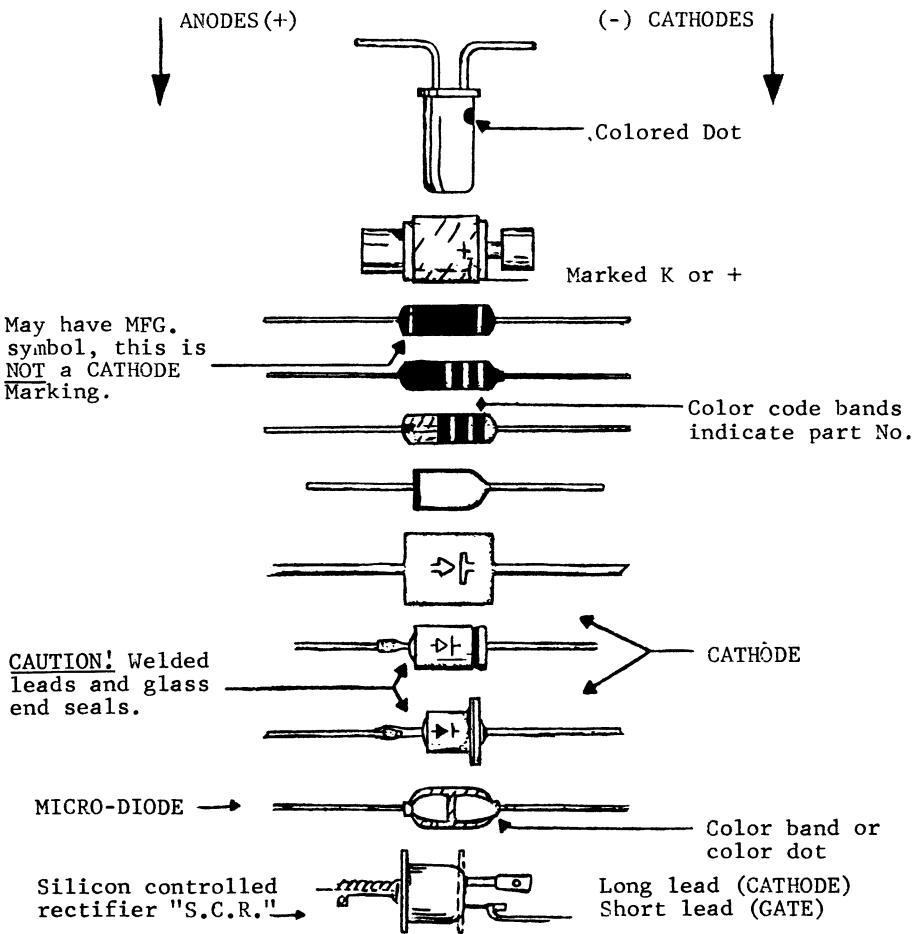 ANODES(+)
(-) CATHODES
.Colored Dot
+
Marked K or +
May have MFG.
symbol, this is
NOT a CATHODE
Marking.
Color code bands
indicate part No.
CATHODE
CAUTION! Welded
leads and glass
end seals.
MICRO-DIODE
Color band or
color dot
Silicon controlled
rectifier "S.C.R."
Long lead (CATHODE)
Short lead (GATE)